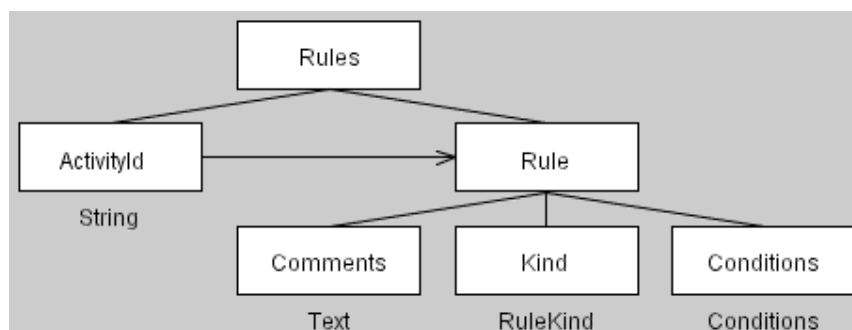 Rules
ActivityId
Rule
String
Comments
Kind
Conditions
Text
RuleKind
Conditions